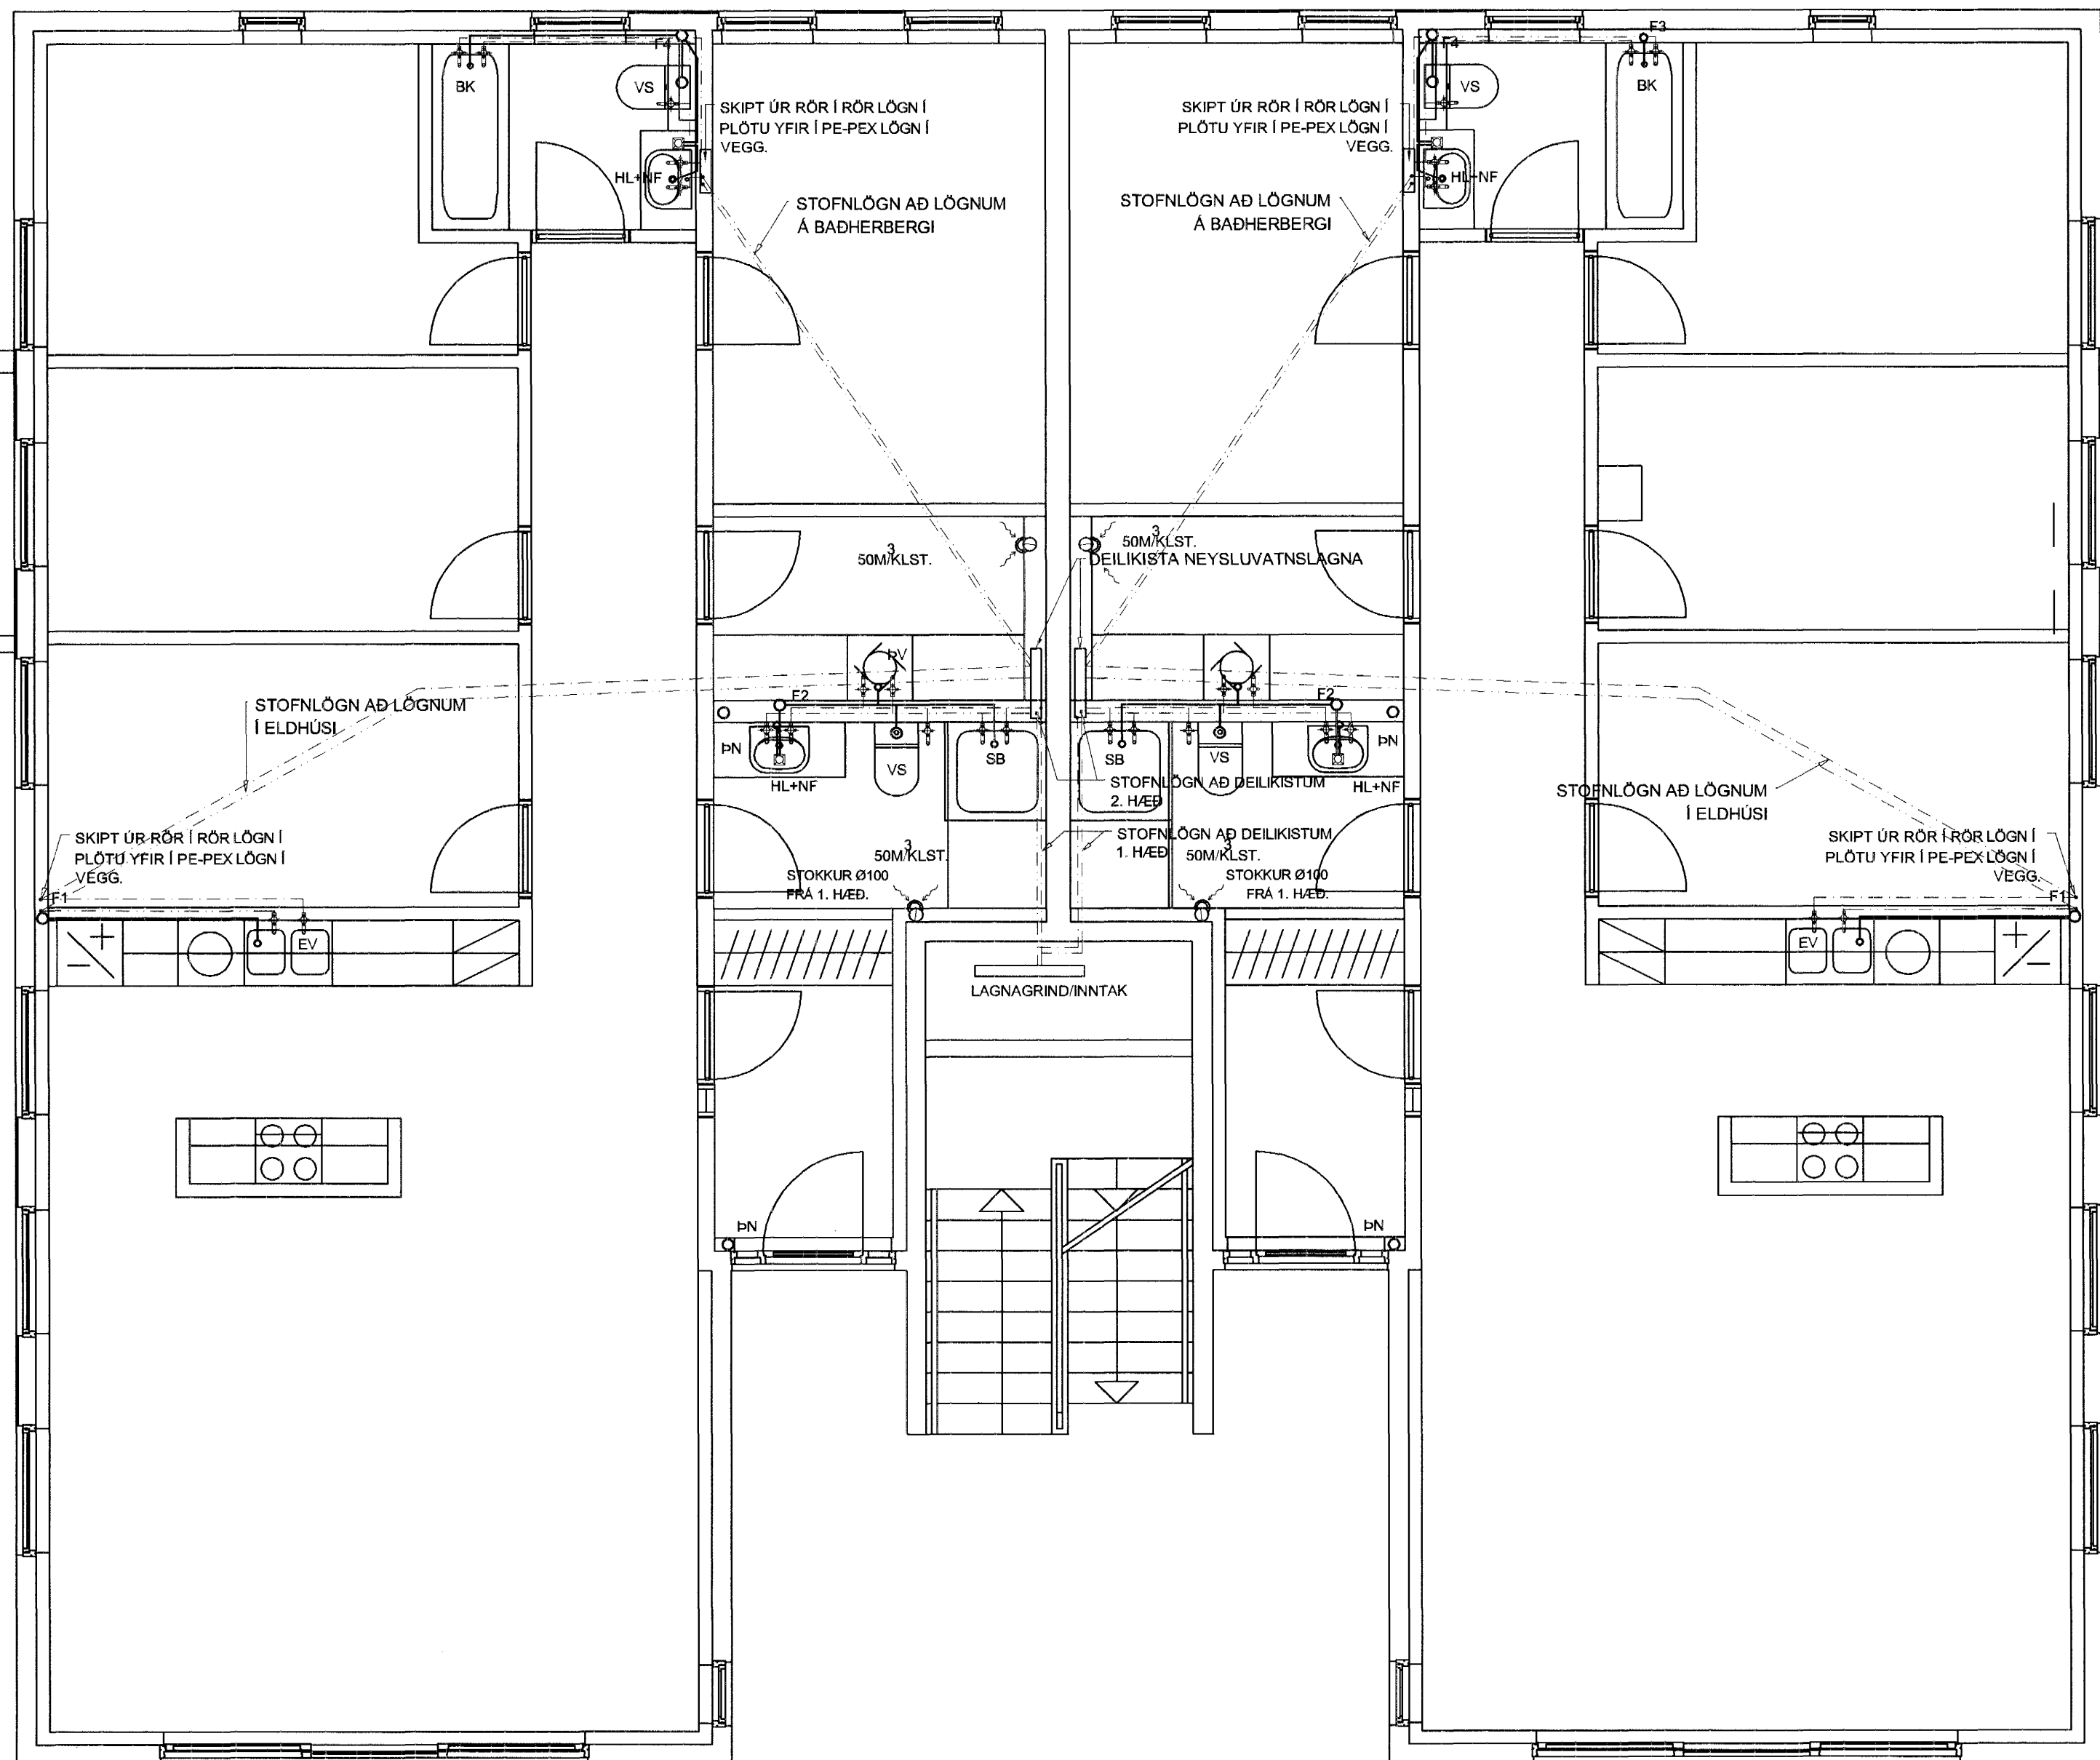 F3
F4
F4
BK
VS
VS
BK
SKIPT ÚR RÖR Í RÖR LÖGN Í
PLÖTU YFIR Í PE-PEX LÖGN Í
VEGG.
SKIPT ÚR RÖR Í RÖR LÖGN Í
PLÖTU YFIR Í PE-PEX LÖGN Í
VEGG.
HL+NF
HL+NF
STOFNLÖGN AÐ LÖGNUM
Á BAÐHERBERGI
STOFNLÖGN AÐ LÖGNUM
Á BAÐHERBERGI
3
50M/KLST.
3
50M/KLST.
DEILIKISTA NEYSLUVATNSLAGNA
ÞV
F2
F2
STOFNLÖGN AÐ LÖGNUM
Í ELDHÚSI
ÞN
VS
SB
HL+NF
SB
VS
ÞN
HL+NF
STOFNLÖGN AÐ DEILIKISTUM
2. HÆÐ
STOFNLÖGN AÐ LÖGNUM
Í ELDHÚSI
STOFNLÖGN AÐ DEILIKISTUM
1. HÆÐ
SKIPT ÚR RÖR Í RÖR LÖGN Í
PLÖTU YFIR Í PE-PEX LÖGN Í
VEGG.
SKIPT ÚR RÖR Í RÖR LÖGN Í
PLÖTU YFIR Í PE-PEX LÖGN Í
VEGG.
3
50M/KLST.
STOKKUR Ø100
FRÁ 1. HÆÐ.
3
50M/KLST.
STOKKUR Ø100
FRÁ 1. HÆÐ.
F1
F1
EV
EV
LAGNAGRIND/INNTAK
ÞN
ÞN